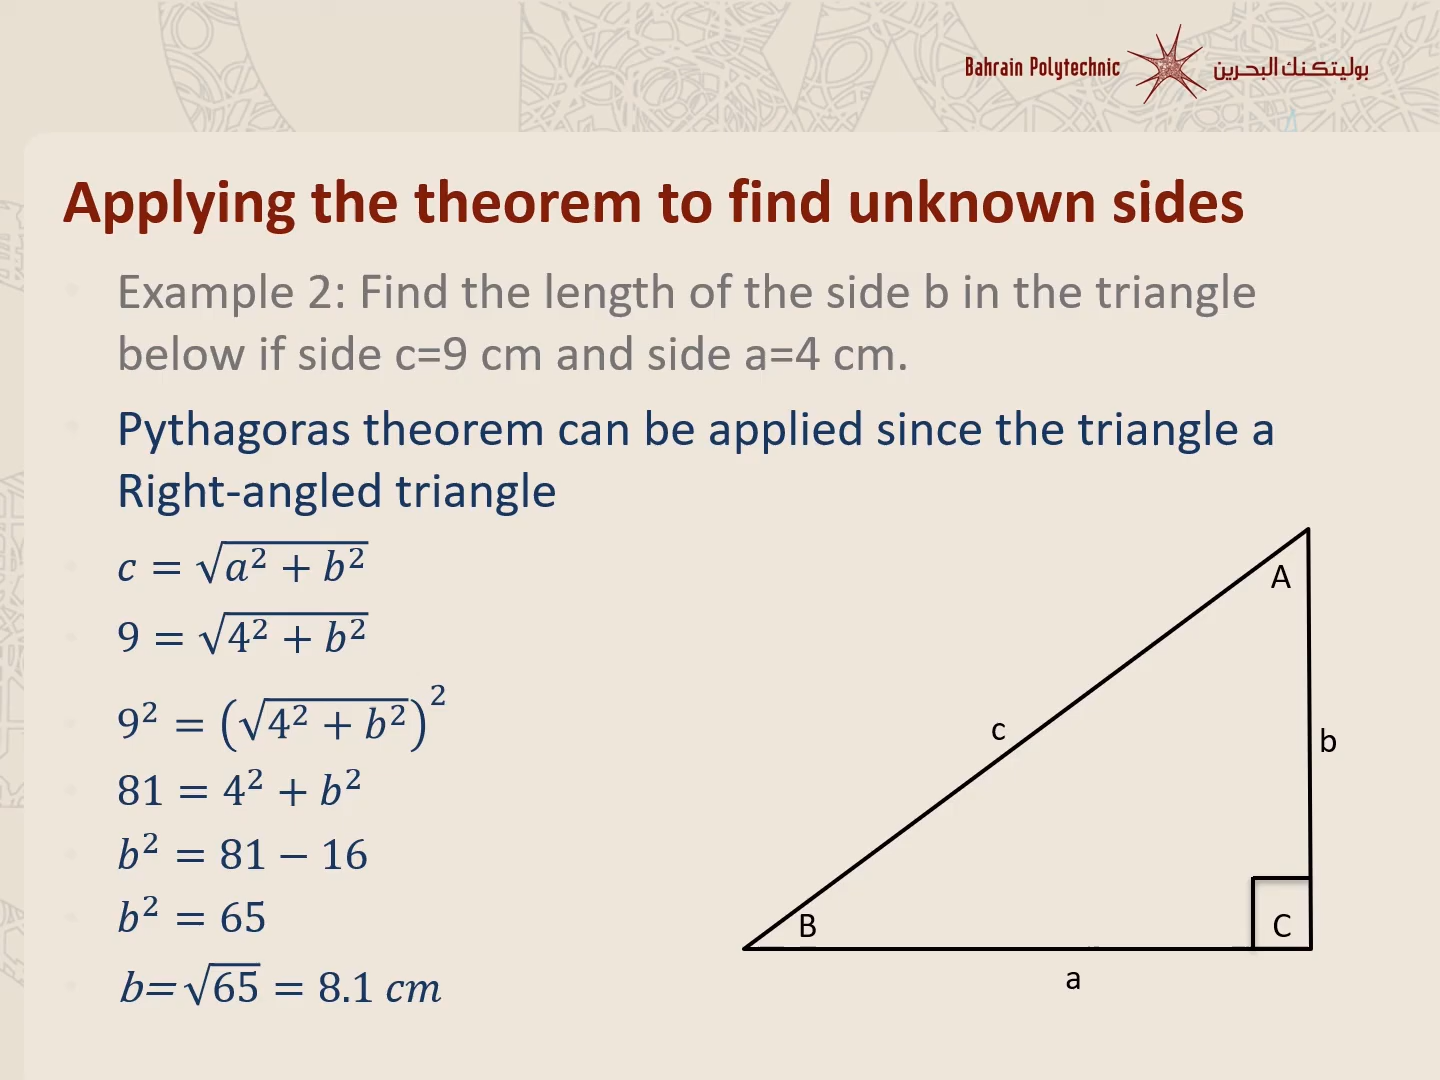 Bahrain Polytechnic بوليتكنك البحرين
Applying the theorem to find unknown sides
Example 2: Find the length of the side b in the triangle
below if side c=9 cm and side a=4 cm.
Pythagoras theorem can be applied since the triangle a
Right-angled triangle
c = √(a² + b²)
9 = √(4² + b²)
9² = (√(4² + b²))²
81 = 4² + b²
b² = 81 − 16
b² = 65
b=√65 = 8.1 cm
A
c
b
B
C
a